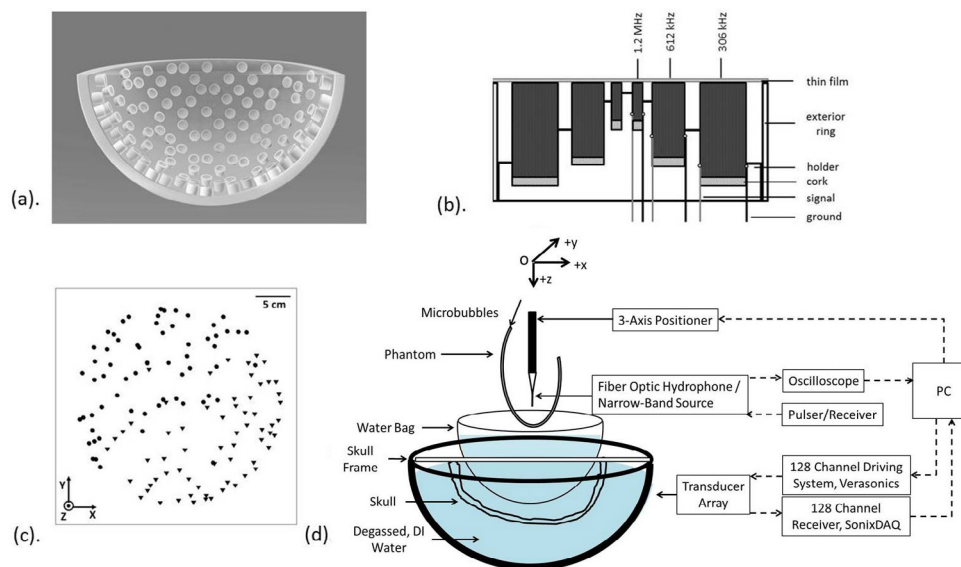 (a).
1.2 MHz
612 kHz
306 kHz
thin film
exterior
ring
holder
cork
signal
ground
(b).
5 cm
Y
Z
X
(c).
O
+y
+x
+z
Microbubbles
Phantom
3-Axis Positioner
Fiber Optic Hydrophone /
Narrow-Band Source
Oscilloscope
Pulser/Receiver
PC
Water Bag
Skull
Frame
Skull
Degassed, DI
Water
Transducer
Array
128 Channel Driving
System, Verasonics
128 Channel
Receiver, SonixDAQ
(d)